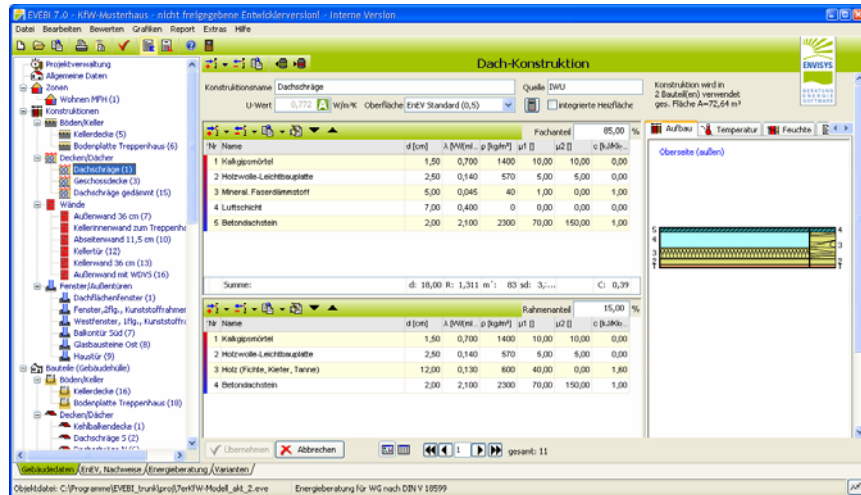 EVEBI 7.0 - KfW-Musterhaus - nicht freigegebene Entwicklerversion! - Interne Version
Datei Bearbeiten Bewerten Grafiken Report Extras Hilfe
Dach-Konstruktion
ENVISYS
BERATUNG
ENERGIE
SOFTWARE
Projektverwaltung
Allgemeine Daten
Zonen
Wohnen MFH (1)
Konstruktionen
Böden/Keller
Kellerdecke (5)
Bodenplatte Treppenhaus (6)
Decken/Dächer
Dachschräge (1)
Geschossdecke (3)
Dachschräge gedämmt (15)
Wände
Außenwand 36 cm (7)
Kellerinnenwand zum Treppenha
Abseitenwand 11,5 cm (10)
Kellertür (12)
Kellerwand 36 cm (13)
Außenwand mit WDVS (16)
Fenster/Außentüren
Dachflächenfenster (1)
Fenster,2flg., Kunststoffrahmen
Westfenster, 1flg., Kunststoffr
Balkontür Süd (7)
Glasbausteine Ost (8)
Haustür (9)
Bauteile (Gebäudehülle)
Böden/Keller
Kellerdecke (16)
Bodenplatte Treppenhaus (18)
Decken/Dächer
Kehlbalkendecke (1)
Dachschräge S (2)
Konstruktionsname Dachschräge Quelle IWU
U-Wert 0,772 W/m²K Oberfläche EnEV Standard (0,5) integrierte Heizfläche
Konstruktion wird in
2 Bauteil(en) verwendet
ges. Fläche A=72,64 m²
Fachanteil 85,00 %
Nr Name d [cm] λ [W/(m... ρ [kg/m³] μ1 [] μ2 [] c [kJ/K...
1 Kalkgipsmörtel 1,50 0,700 1400 10,00 10,00 0,00
2 Holzwolle-Leichtbauplatte 2,50 0,140 570 5,00 5,00 0,00
3 Mineral. Faserdämmstoff 5,00 0,045 40 1,00 1,00 1,00
4 Luftschicht 7,00 0,400 0 0,00 0,00 0,00
5 Betondachstein 2,00 2,100 2300 70,00 150,00 1,00
Summe: d: 18,00 R: 1,311 m´: 83 sd: 3,... C: 0,39
Rahmenanteil 15,00 %
Nr Name d [cm] λ [W/(m... ρ [kg/m³] μ1 [] μ2 [] c [kJ/K...
1 Kalkgipsmörtel 1,50 0,700 1400 10,00 10,00 0,00
2 Holzwolle-Leichtbauplatte 2,50 0,140 570 5,00 5,00 0,00
3 Holz (Fichte, Kiefer, Tanne) 12,00 0,130 600 40,00 0,00 1,60
4 Betondachstein 2,00 2,100 2300 70,00 150,00 1,00
Aufbau Temperatur Feuchte
Oberseite (außen)
5 4
4
3 3
2 2
Übernehmen Abbrechen 1 gesamt: 11
Gebäudedaten EnEV, Nachweise Energieberatung Varianten
Objektdatei: C:\Programme\EVEBI_trunk\proj\7erKfW-Modell_akt_2.eve Energieberatung für WG nach DIN V 18599